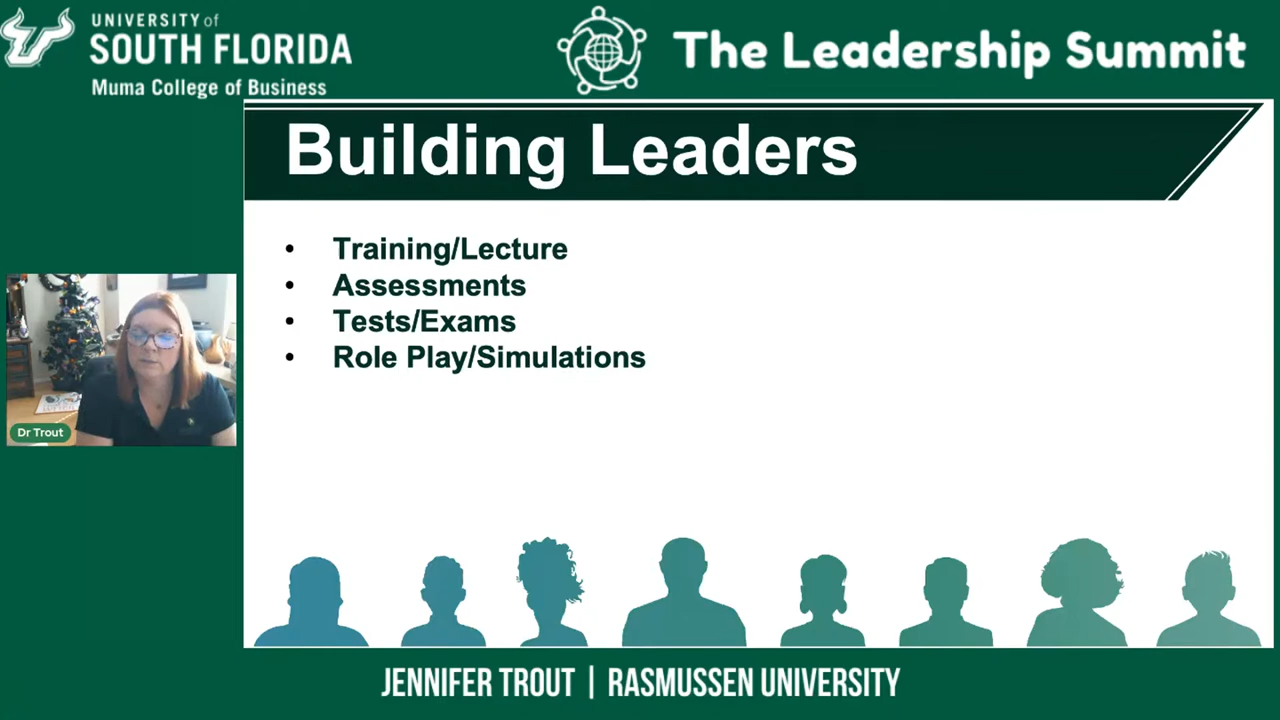 UNIVERSITY of
SOUTH FLORIDA
Muma College of Business
The Leadership Summit
Building Leaders
• Training/Lecture
• Assessments
• Tests/Exams
• Role Play/Simulations
Dr Trout
JENNIFER TROUT | RASMUSSEN UNIVERSITY